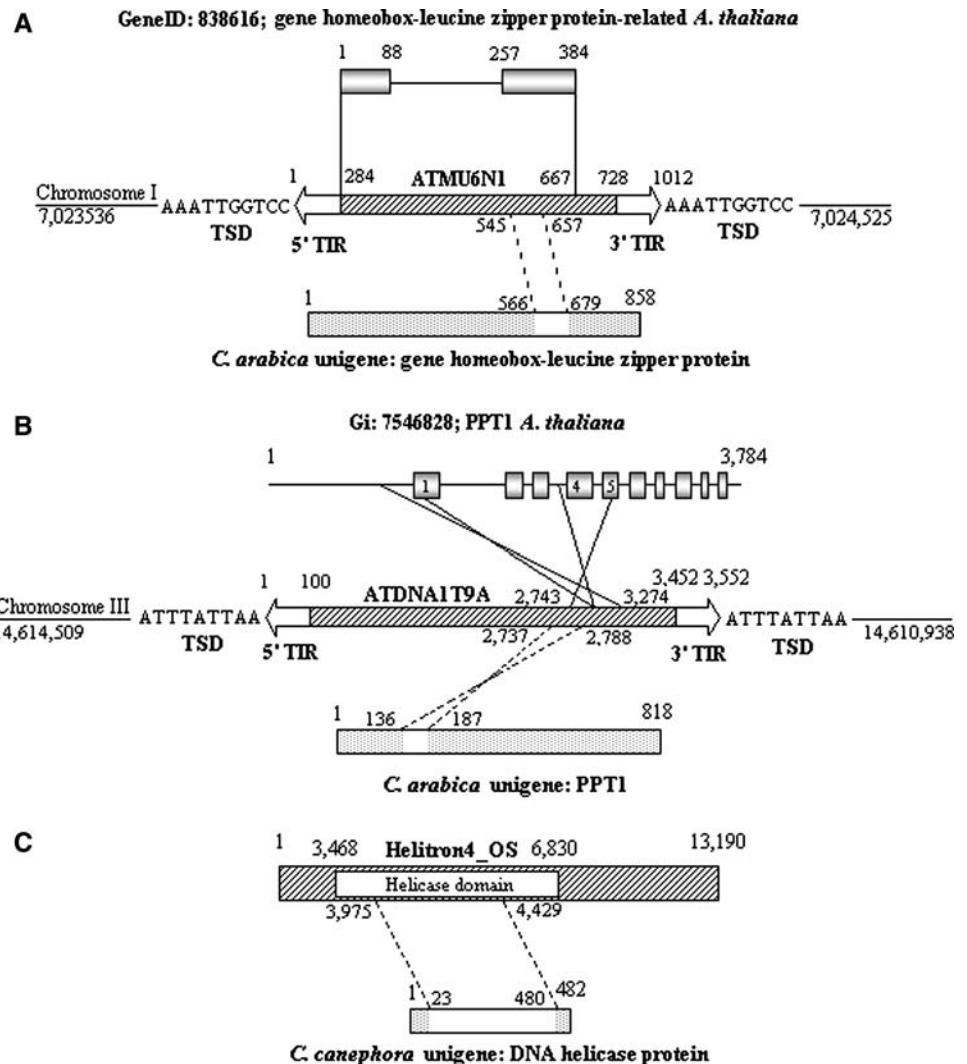 A
GeneID: 838616; gene homeobox-leucine zipper protein-related A. thaliana
1 88 257 384
1 284 ATMU6N1 667 728 1012
Chromosome I
7,023536
AAATTGGTCC
AAATTGGTCC
7,024,525
TSD 5' TIR 545 657 3' TIR TSD
1 566 679 858
C. arabica unigene: gene homeobox-leucine zipper protein
B
Gi: 7546828; PPT1 A. thaliana
1 3,784
1 4 5
1 100 ATDNA1T9A 2,743 3,274 3,452 3,552
Chromosome III
14,614,509
ATTTATTAA
ATTTATTAA
14,610,938
TSD 5' TIR 2,737 2,788 3' TIR TSD
1 136 187 818
C. arabica unigene: PPT1
C
1 3,468 Helitron4_OS 6,830 13,190
Helicase domain
3,975 4,429
1 23 480 482
C. canephora unigene: DNA helicase protein